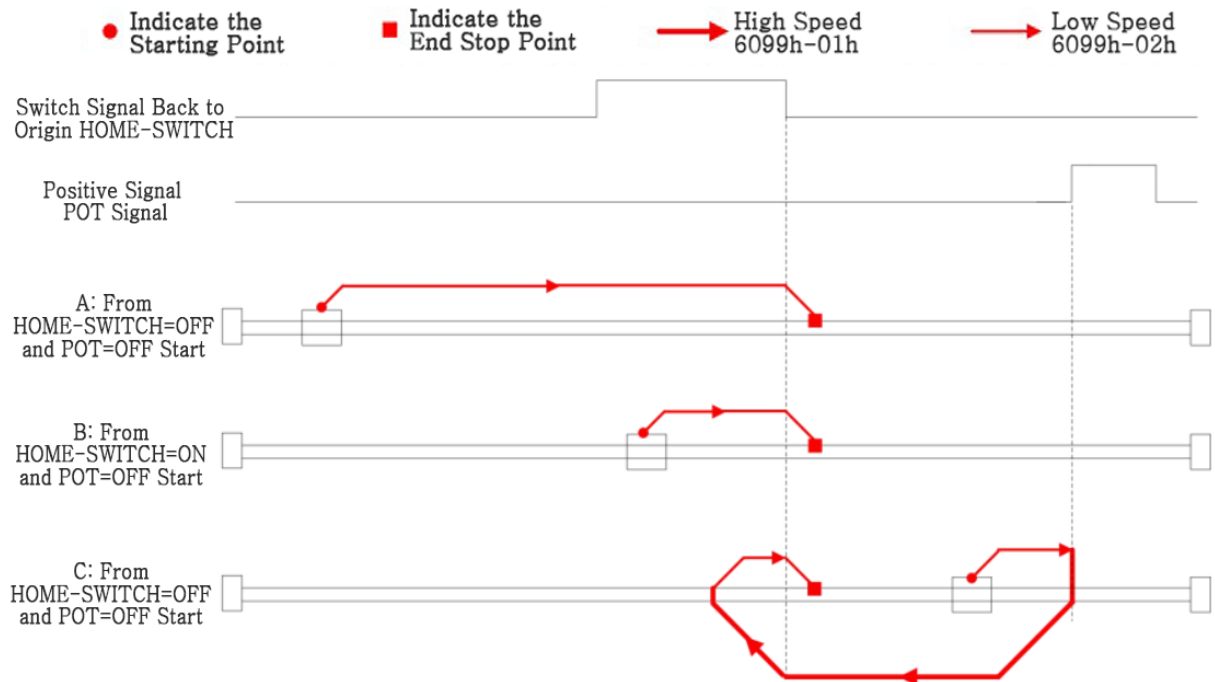 Indicate the
Starting Point
Indicate the
End Stop Point
High Speed
6099h-01h
Low Speed
6099h-02h
Switch Signal Back to
Origin HOME-SWITCH
Positive Signal
POT Signal
A: From
HOME-SWITCH=OFF
and POT=OFF Start
B: From
HOME-SWITCH=ON
and POT=OFF Start
C: From
HOME-SWITCH=OFF
and POT=OFF Start